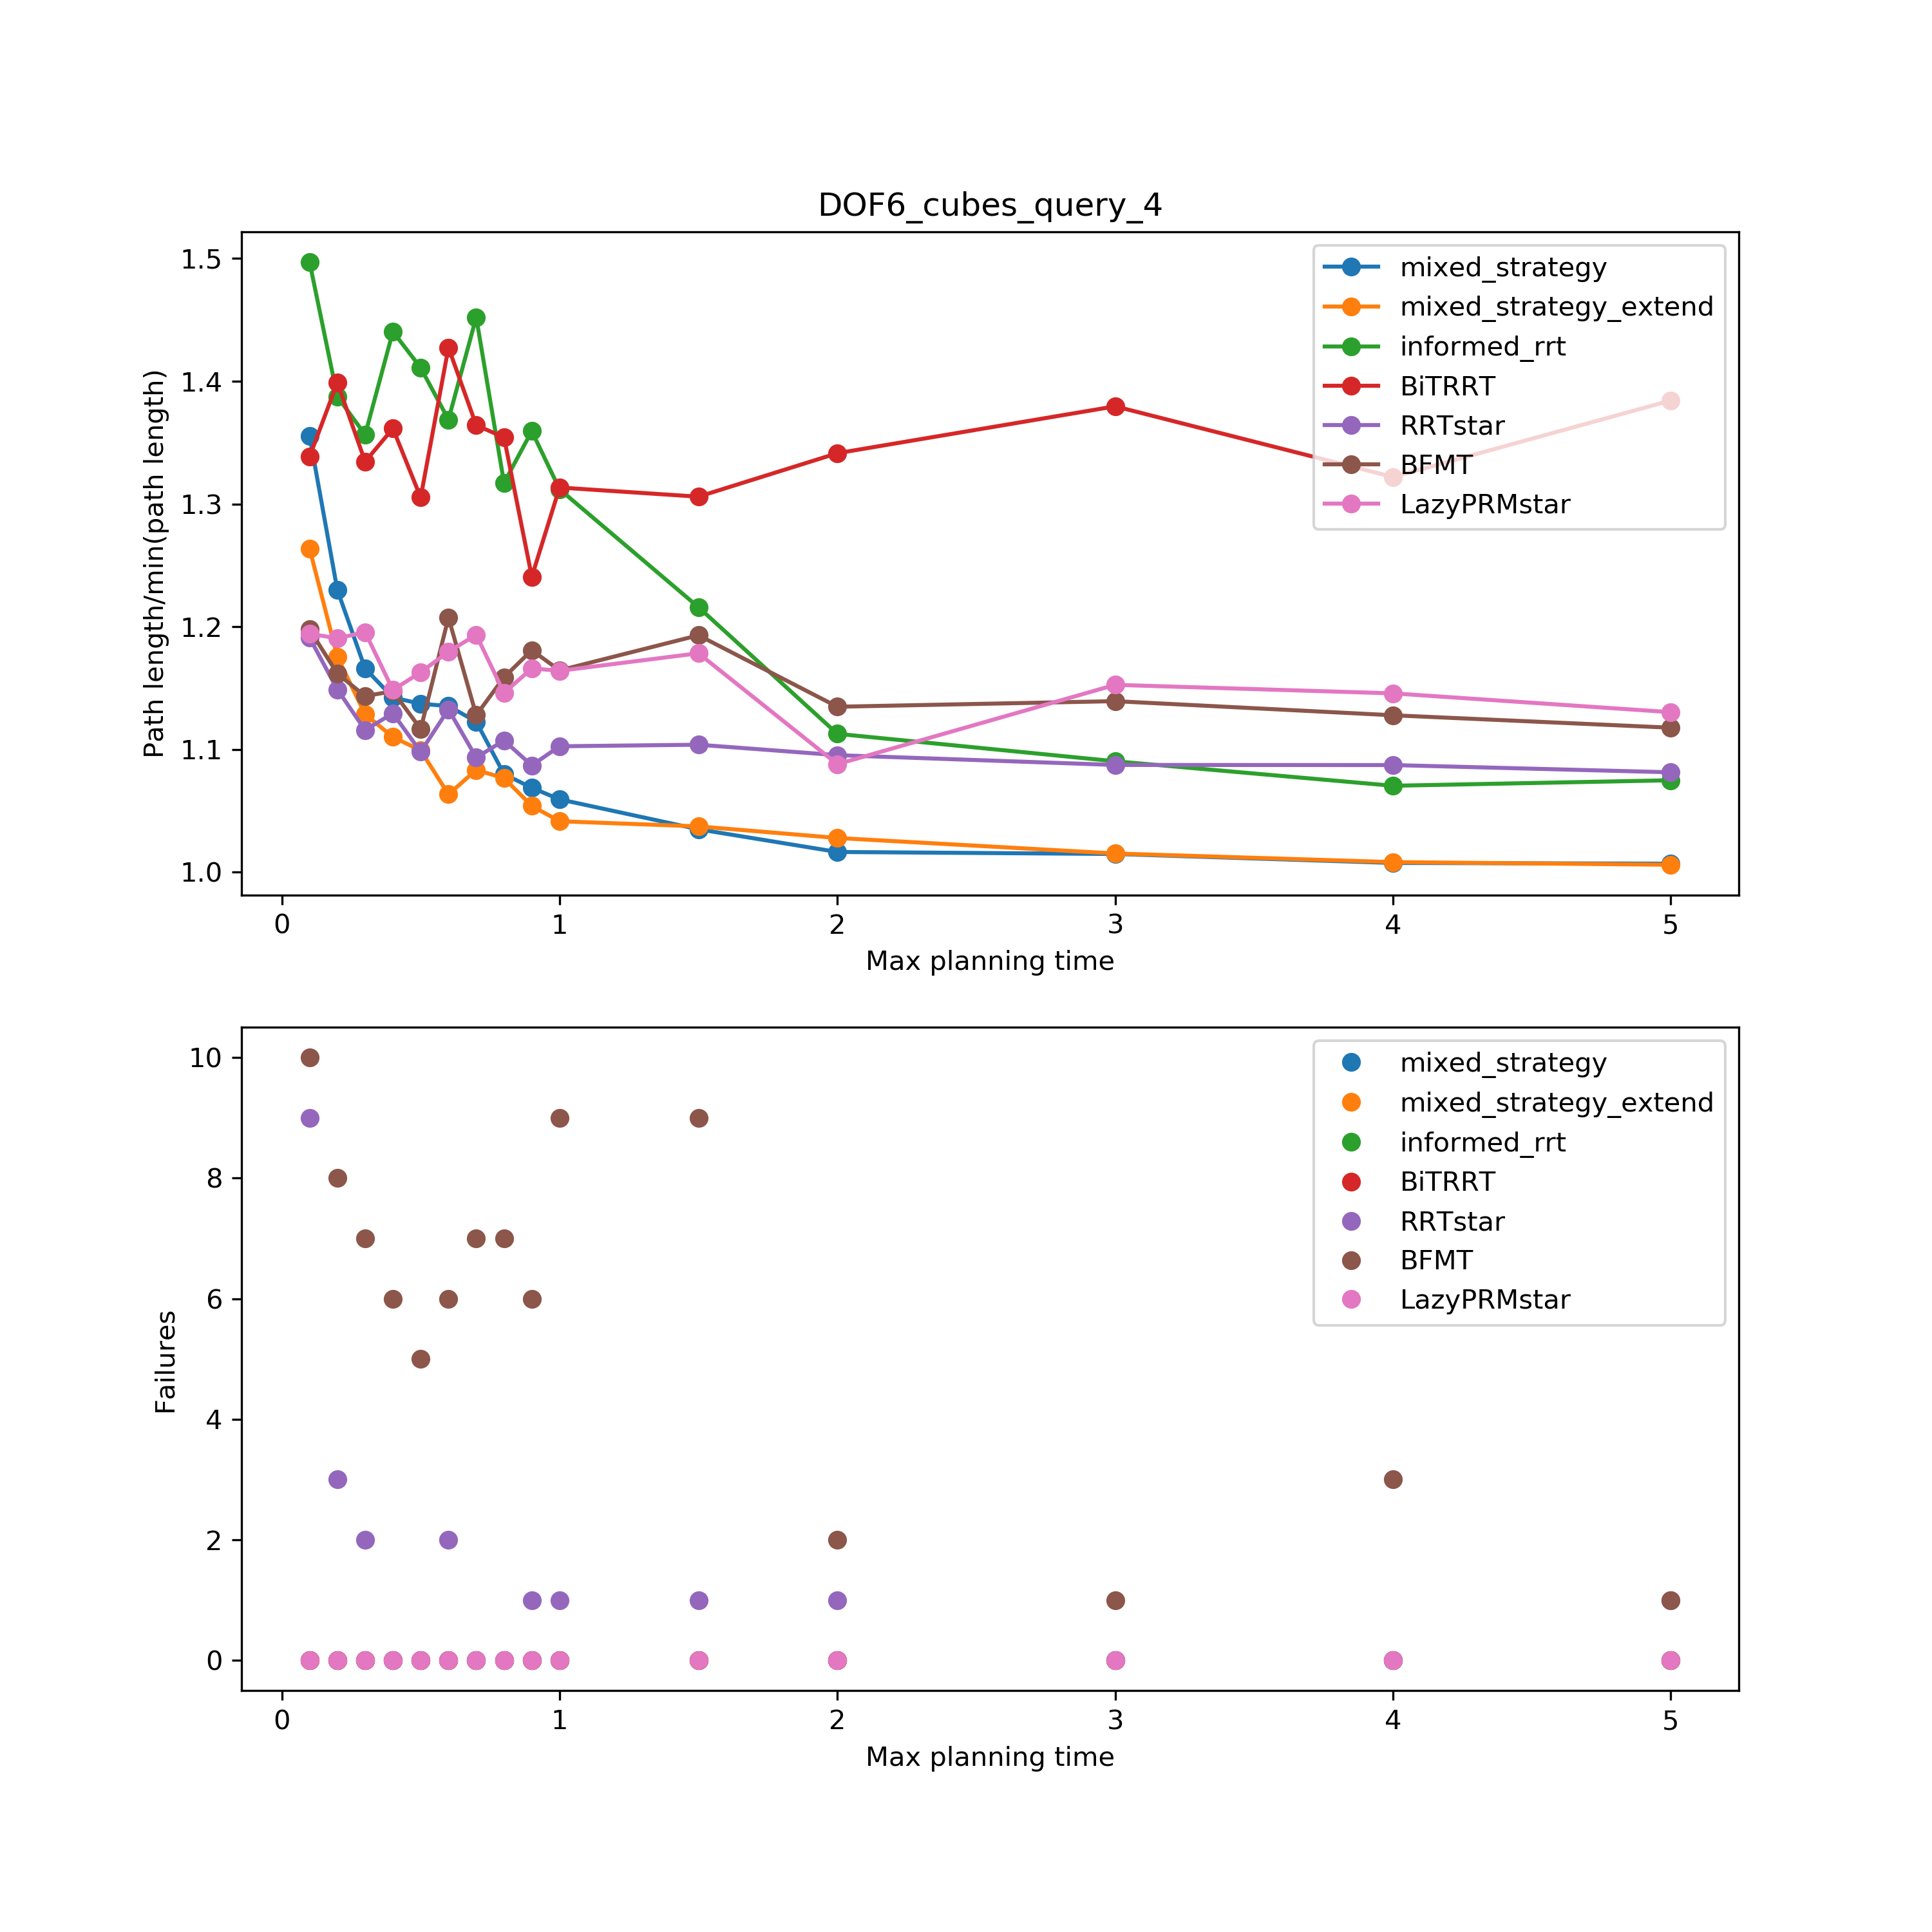 DOF6_cubes_query_4
Path length/min(path length)
1.5
1.4
1.3
1.2
1.1
1.0
mixed_strategy
mixed_strategy_extend
informed_rrt
BiTRRT
RRTstar
BFMT
LazyPRMstar
0 1 2 3 4 5
Max planning time
Failures
10
8
6
4
2
0
mixed_strategy
mixed_strategy_extend
informed_rrt
BiTRRT
RRTstar
BFMT
LazyPRMstar
0 1 2 3 4 5
Max planning time